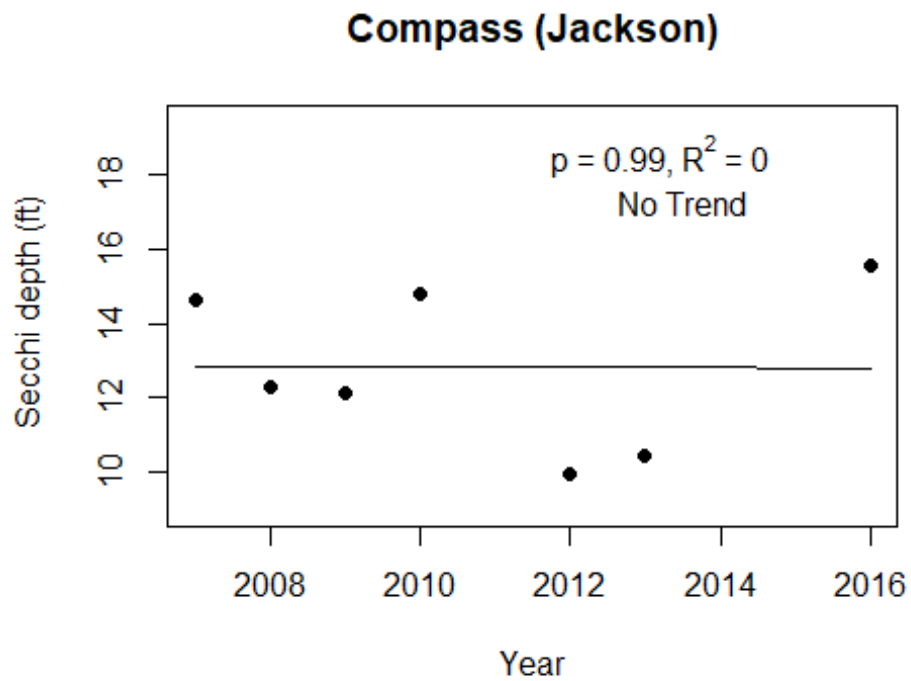 Compass (Jackson)
p = 0.99, R² = 0
No Trend
Secchi depth (ft)
18
16
14
12
10
2008 2010 2012 2014 2016
Year